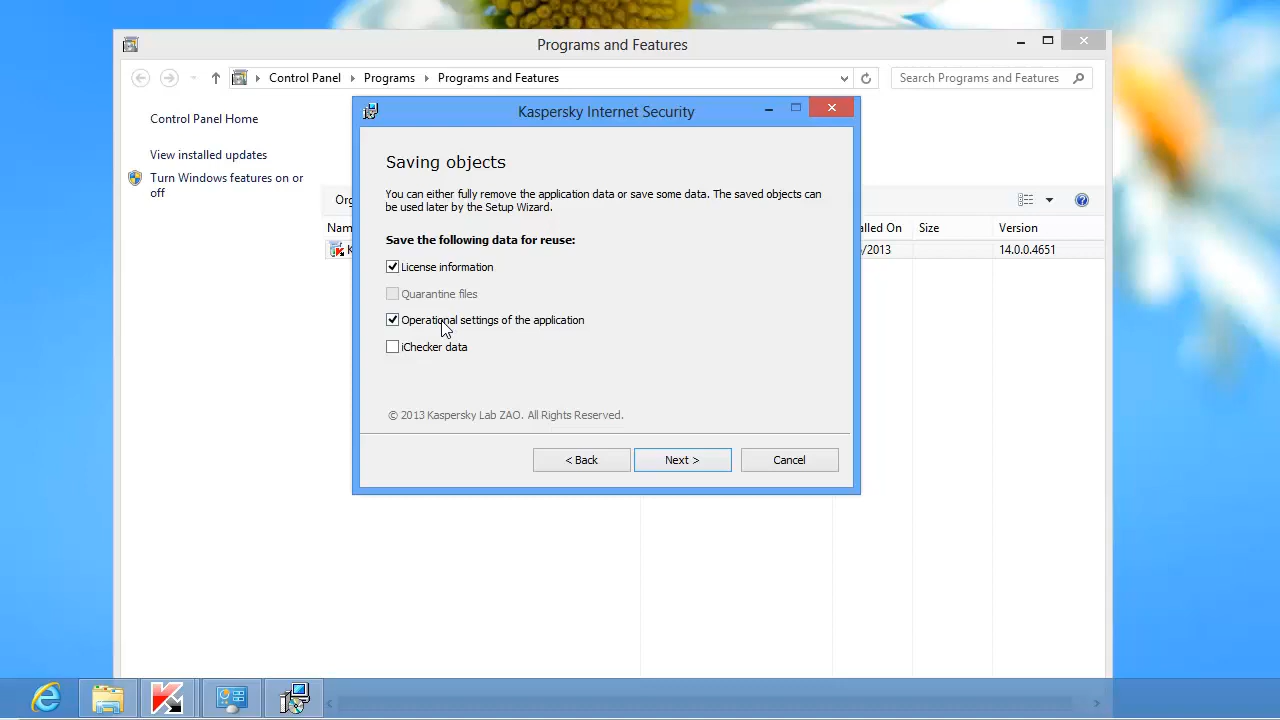 Programs and Features
Control Panel
Programs
Programs and Features
Search Programs and Features
Control Panel Home
View installed updates
Turn Windows features on or
off
Kaspersky Internet Security
Saving objects
You can either fully remove the application data or save some data. The saved objects can
be used later by the Setup Wizard.
Save the following data for reuse:
License information
Quarantine files
Operational settings of the application
iChecker data
© 2013 Kaspersky Lab ZAO. All Rights Reserved.
< Back
Next >
Cancel
Org
Nam
alled On
Size
Version
K
/2013
14.0.0.4651